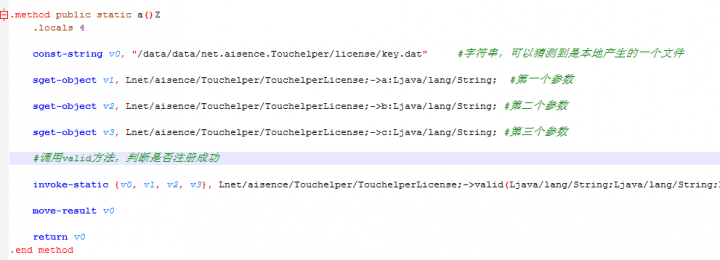 .method public static a()Z
.locals 4
const-string v0, "/data/data/net.aisence.Touchelper/license/key.dat" #字符串，可以猜测到是本地产生的一个文件
sget-object v1, Lnet/aisence/Touchelper/TouchelperLicense;->a:Ljava/lang/String; #第一个参数
sget-object v2, Lnet/aisence/Touchelper/TouchelperLicense;->b:Ljava/lang/String; #第二个参数
sget-object v3, Lnet/aisence/Touchelper/TouchelperLicense;->c:Ljava/lang/String; #第三个参数
#调用valid方法，判断是否注册成功
invoke-static {v0, v1, v2, v3}, Lnet/aisence/Touchelper/TouchelperLicense;->valid(Ljava/lang/String;Ljava/lang/String;
move-result v0
return v0
.end method